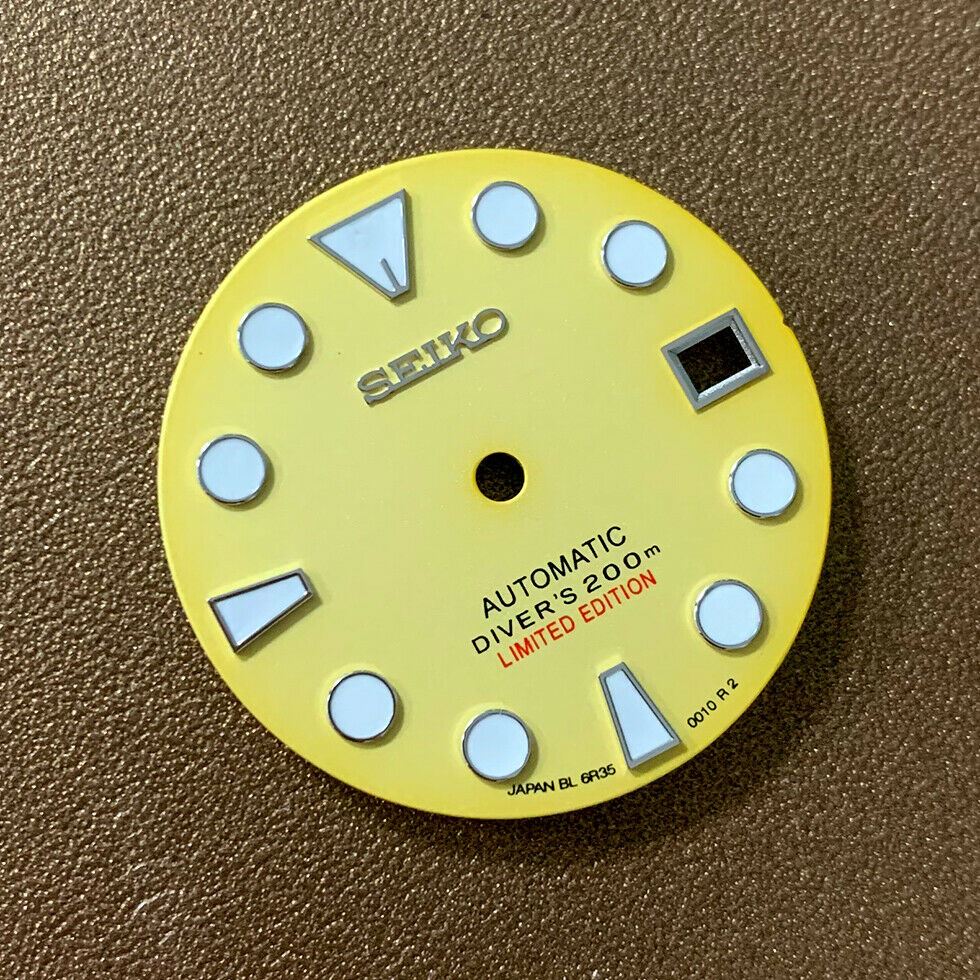 SEIKO
AUTOMATIC
DIVER'S 200m
LIMITED EDITION
JAPAN BL 6R35 0010 R 2